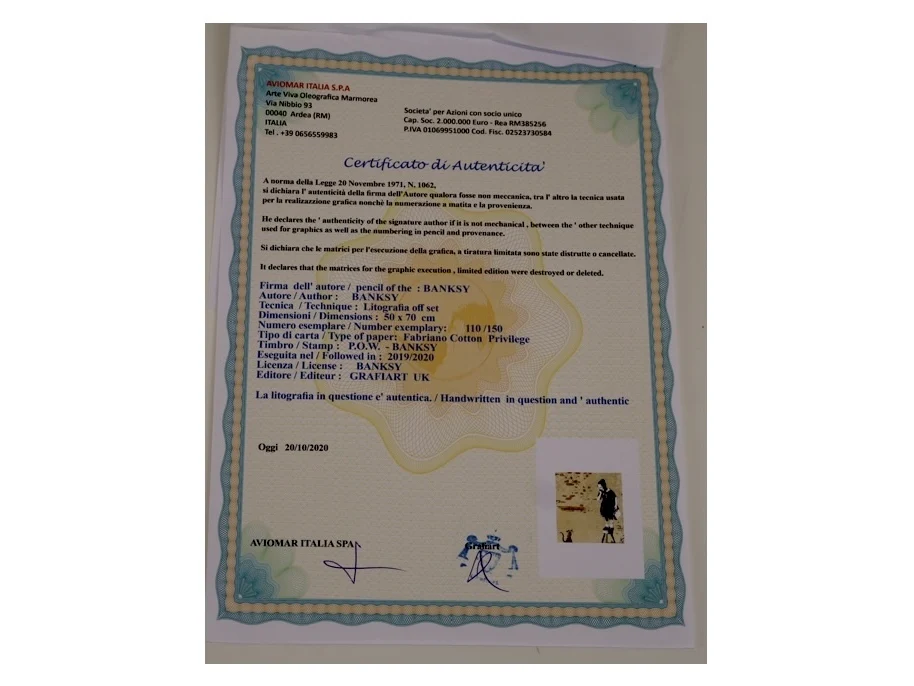 AVIOMAR ITALIA S.P.A
Arte Viva Oleografica Marmorea
Via Nibbio 93
00040 Ardea (RM)
ITALIA
Tel . +39 0656559983
Societa' per Azioni con socio unico
Cap. Soc. 2.000.000 Euro - Rea RM385256
P.IVA 01069951000 Cod. Fisc. 02523730584
Certificato di Autenticita'
A norma della Legge 20 Novembre 1971, N. 1062,
si dichiara l' autenticità della firma dell'Autore qualora fosse non meccanica, tra l' altro la tecnica usata
per la realizazzione grafica nonchè la numerazione a matita e la provenienza.
He declares the ' authenticity of the signature author if it is not mechanical , between the ' other technique
used for graphics as well as the numbering in pencil and provenance.
Si dichiara che le matrici per l'esecuzione della grafica, a tiratura limitata sono state distrutte o cancellate.
It declares that the matrices for the graphic execution , limited edition were destroyed or deleted.
Firma dell' autore / pencil of the : BANKSY
Autore / Author : BANKSY
Tecnica / Technique : Litografia off set
Dimensioni / Dimensions : 50 x 70 cm
Numero esemplare / Number exemplary: 110 /150
Tipo di carta / Type of paper: Fabriano Cotton Privilege
Timbro / Stamp : P.O.W. - BANKSY
Eseguita nel / Followed in : 2019/2020
Licenza / License : BANKSY
Editore / Editeur : GRAFIART UK
La litografia in questione e' autentica. / Handwritten in question and ' authentic
Oggi 20/10/2020
AVIOMAR ITALIA SPA
Grafiart